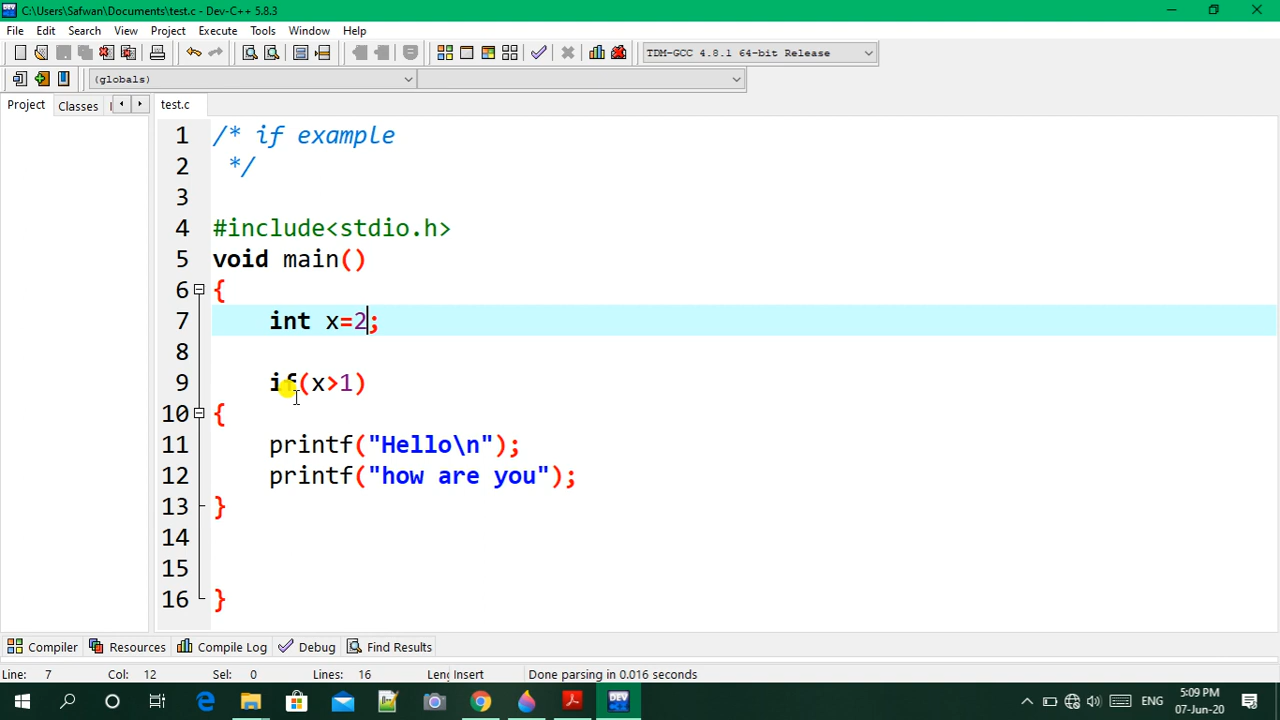 C:\Users\Safwan\Documents\test.c - Dev-C++ 5.8.3
File Edit Search View Project Execute Tools Window Help
TDM-GCC 4.8.1 64-bit Release
(globals)
Project Classes
test.c
1 /* if example
2 */
3
4 #include<stdio.h>
5 void main()
6 {
7 int x=2;
8
9 if(x>1)
10 {
11 printf("Hello\n");
12 printf("how are you");
13 }
14
15
16 }
Compiler Resources Compile Log Debug Find Results
Line: 7 Col: 12 Sel: 0 Lines: 16 Insert Done parsing in 0.016 seconds
DEV
ENG
5:09 PM
07-Jun-20